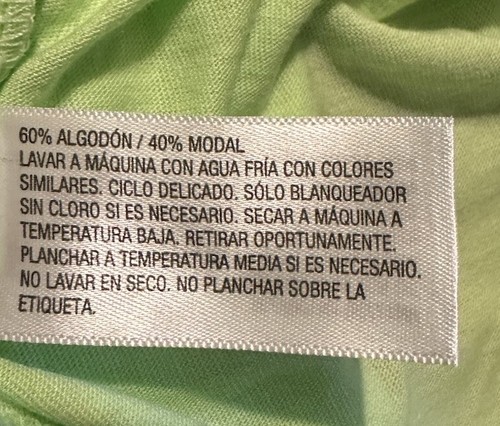 60% ALGODÓN / 40% MODAL
LAVAR A MÁQUINA CON AGUA FRÍA CON COLORES
SIMILARES. CICLO DELICADO. SÓLO BLANQUEADOR
SIN CLORO SI ES NECESARIO. SECAR A MÁQUINA A
TEMPERATURA BAJA. RETIRAR OPORTUNAMENTE.
PLANCHAR A TEMPERATURA MEDIA SI ES NECESARIO.
NO LAVAR EN SECO. NO PLANCHAR SOBRE LA
ETIQUETA.